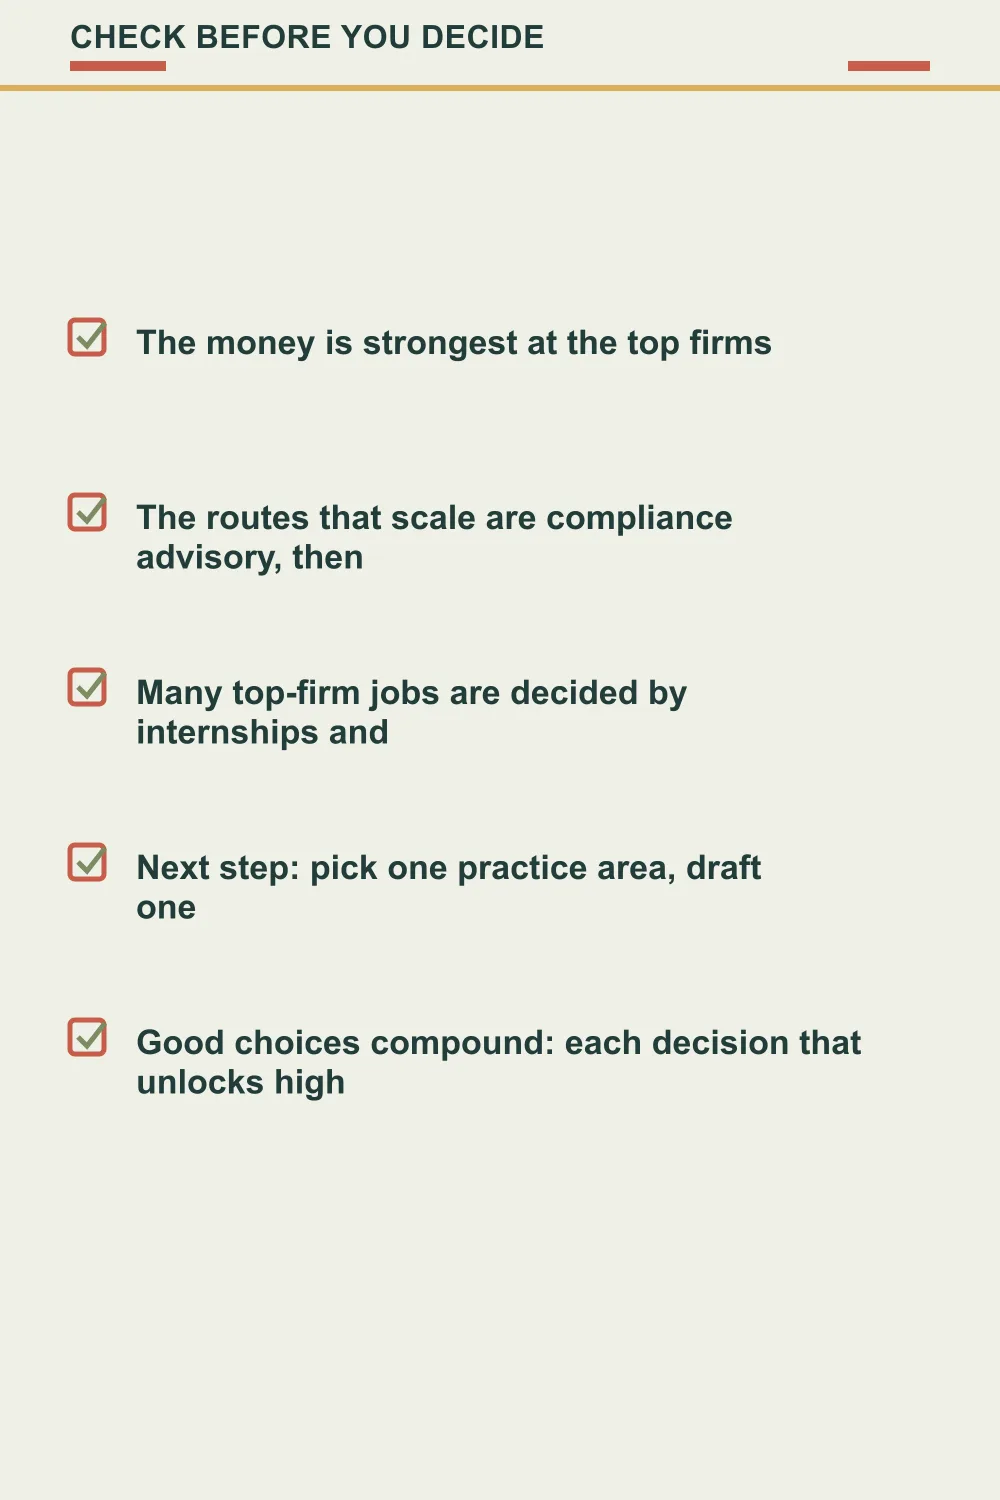 CHECK BEFORE YOU DECIDE
The money is strongest at the top firms
The routes that scale are compliance
advisory, then
Many top-firm jobs are decided by
internships and
Next step: pick one practice area, draft
one
Good choices compound: each decision that
unlocks high